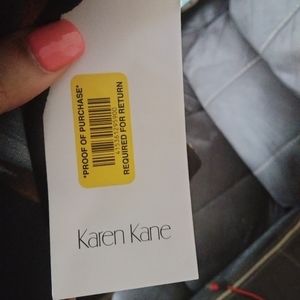 *PROOF OF PURCHASE*
REQUIRED FOR RETURN
Karen Kane